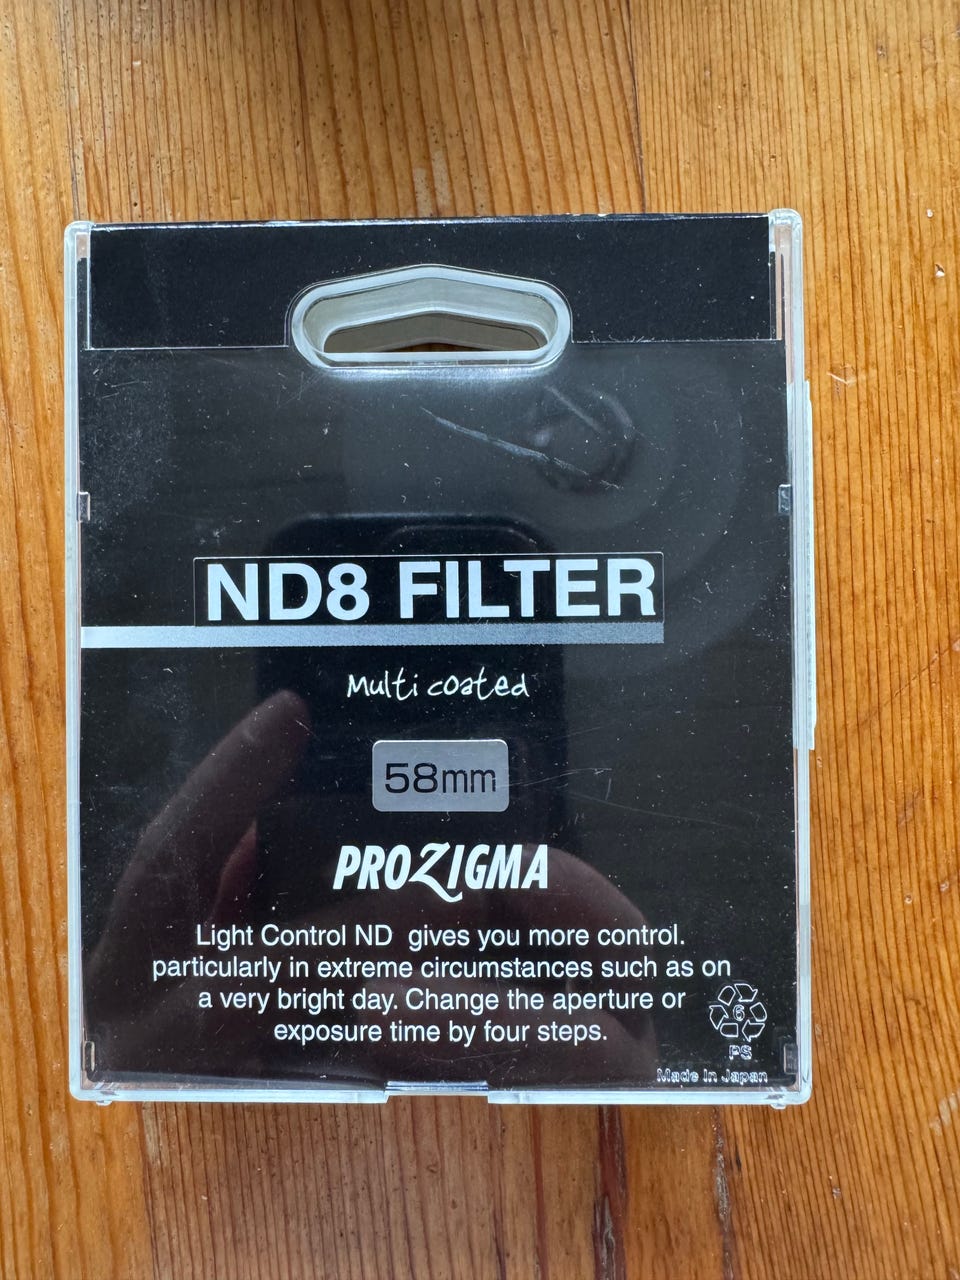 ND8 FILTER
Multi coated
58mm
PROZIGMA
Light Control ND gives you more control.
particularly in extreme circumstances such as on
a very bright day. Change the aperture or
exposure time by four steps.
6
PS
Made In Japan